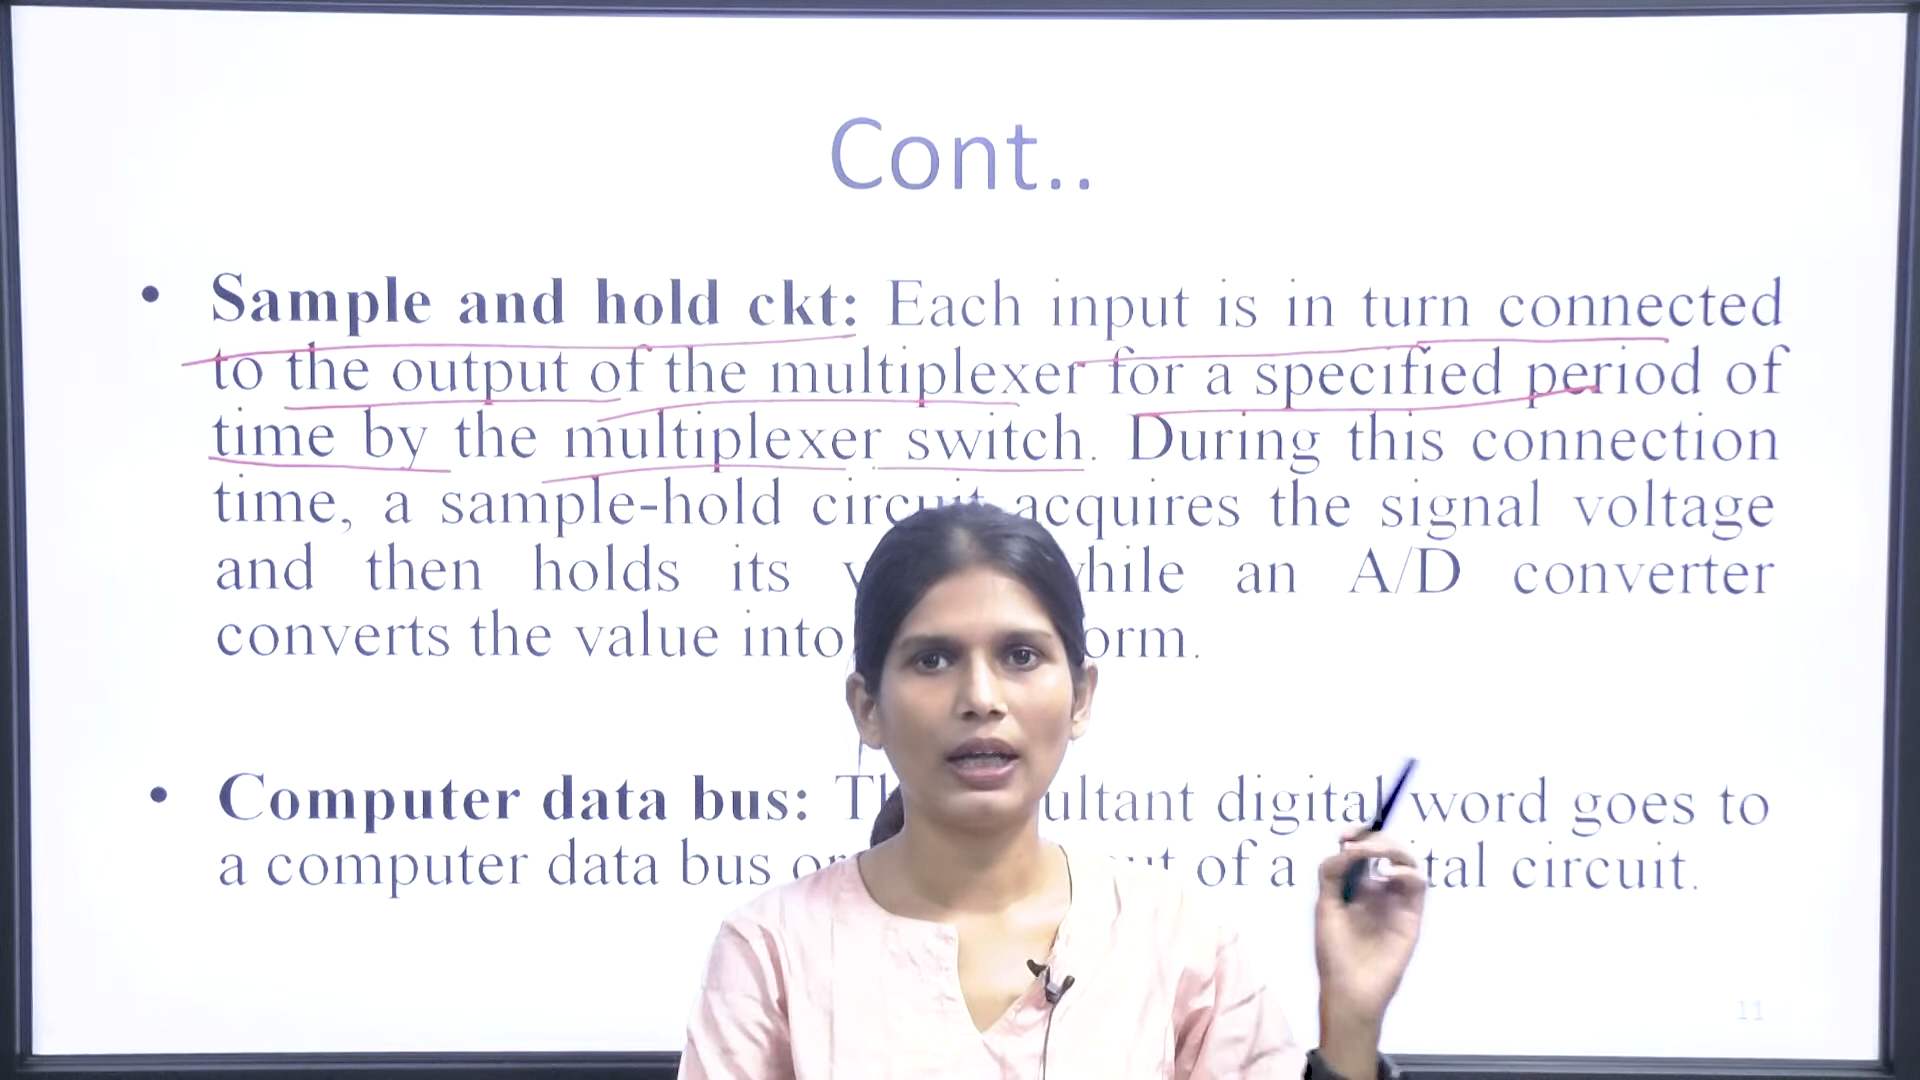 Cont..
• Sample and hold ckt: Each input is in turn connected
to the output of the multiplexer for a specified period of
time by the multiplexer switch. During this connection
time, a sample-hold circuit acquires the signal voltage
and then holds its while an A/D converter
converts the value into
• Computer data bus: digital word goes to
a computer data bus of a circuit.
11